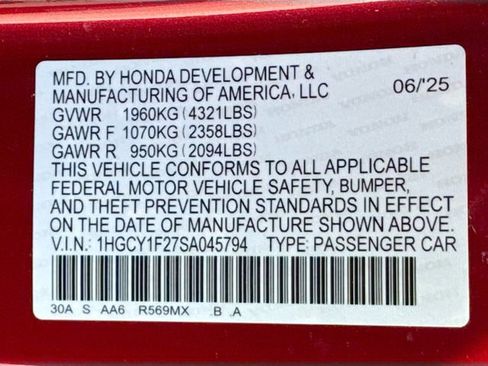 MFD. BY HONDA DEVELOPMENT &
MANUFACTURING OF AMERICA, LLC 06/'25
GVWR 1960KG (4321LBS)
GAWR F 1070KG (2358LBS)
GAWR R 950KG (2094LBS)
THIS VEHICLE CONFORMS TO ALL APPLICABLE
FEDERAL MOTOR VEHICLE SAFETY, BUMPER,
AND THEFT PREVENTION STANDARDS IN EFFECT
ON THE DATE OF MANUFACTURE SHOWN ABOVE.
V.I.N.: 1HGCY1F27SA045794 TYPE: PASSENGER CAR
30A S AA6 R569MX .B .A